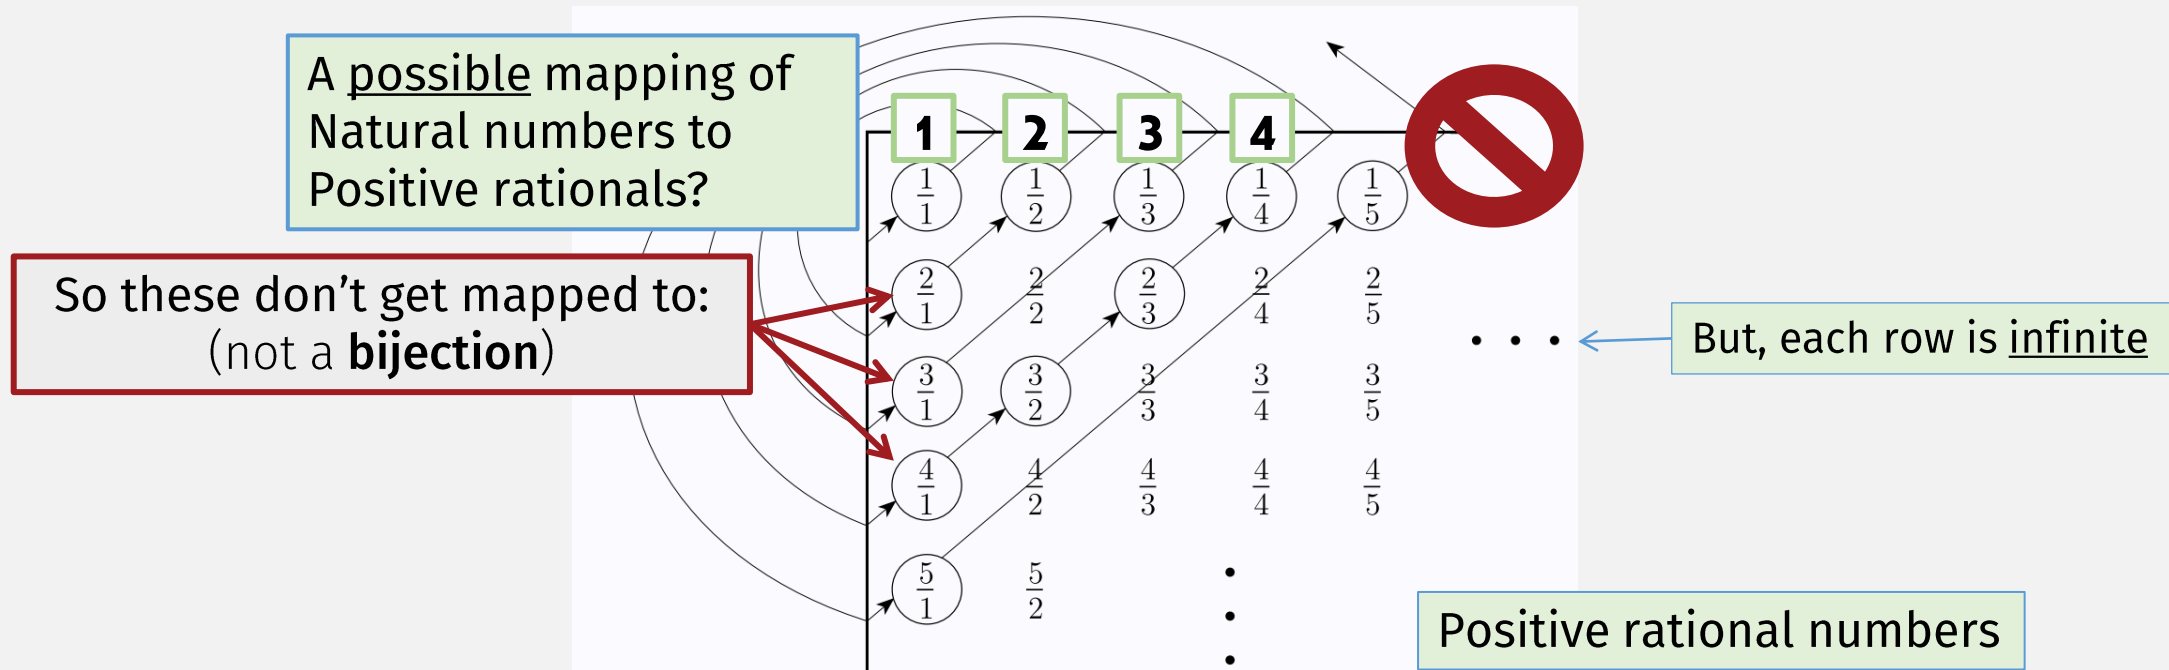 A possible mapping of
Natural numbers to
Positive rationals?
1 2 3 4
1/1 1/2 1/3 1/4 1/5
So these don’t get mapped to:
(not a bijection)
2/1 2/2 2/3 2/4 2/5
• • •
But, each row is infinite
3/1 3/2 3/3 3/4 3/5
4/1 4/2 4/3 4/4 4/5
5/1 5/2
Positive rational numbers